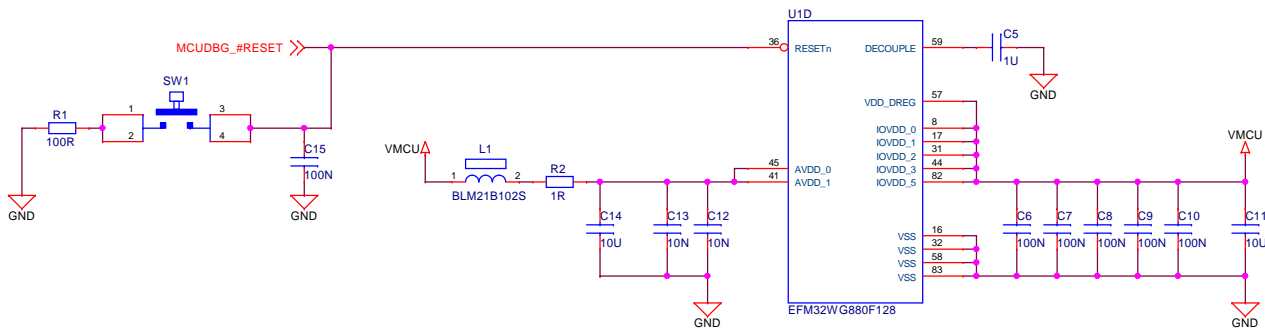 U1D
MCUDBG_#RESET
36
RESETn
DECOUPLE
59
C5
1U
GND
SW1
R1
100R
1
2
3
4
C15
100N
GND
GND
VDD_DREG
57
IOVDD_0
8
IOVDD_1
17
IOVDD_2
31
IOVDD_3
44
IOVDD_5
82
VMCU
L1
1
2
BLM21B102S
R2
1R
45
AVDD_0
41
AVDD_1
VMCU
C14
10U
C13
10N
C12
10N
GND
VSS
16
VSS
32
VSS
58
VSS
83
C6
100N
C7
100N
C8
100N
C9
100N
C10
100N
C11
10U
GND
EFM32WG880F128